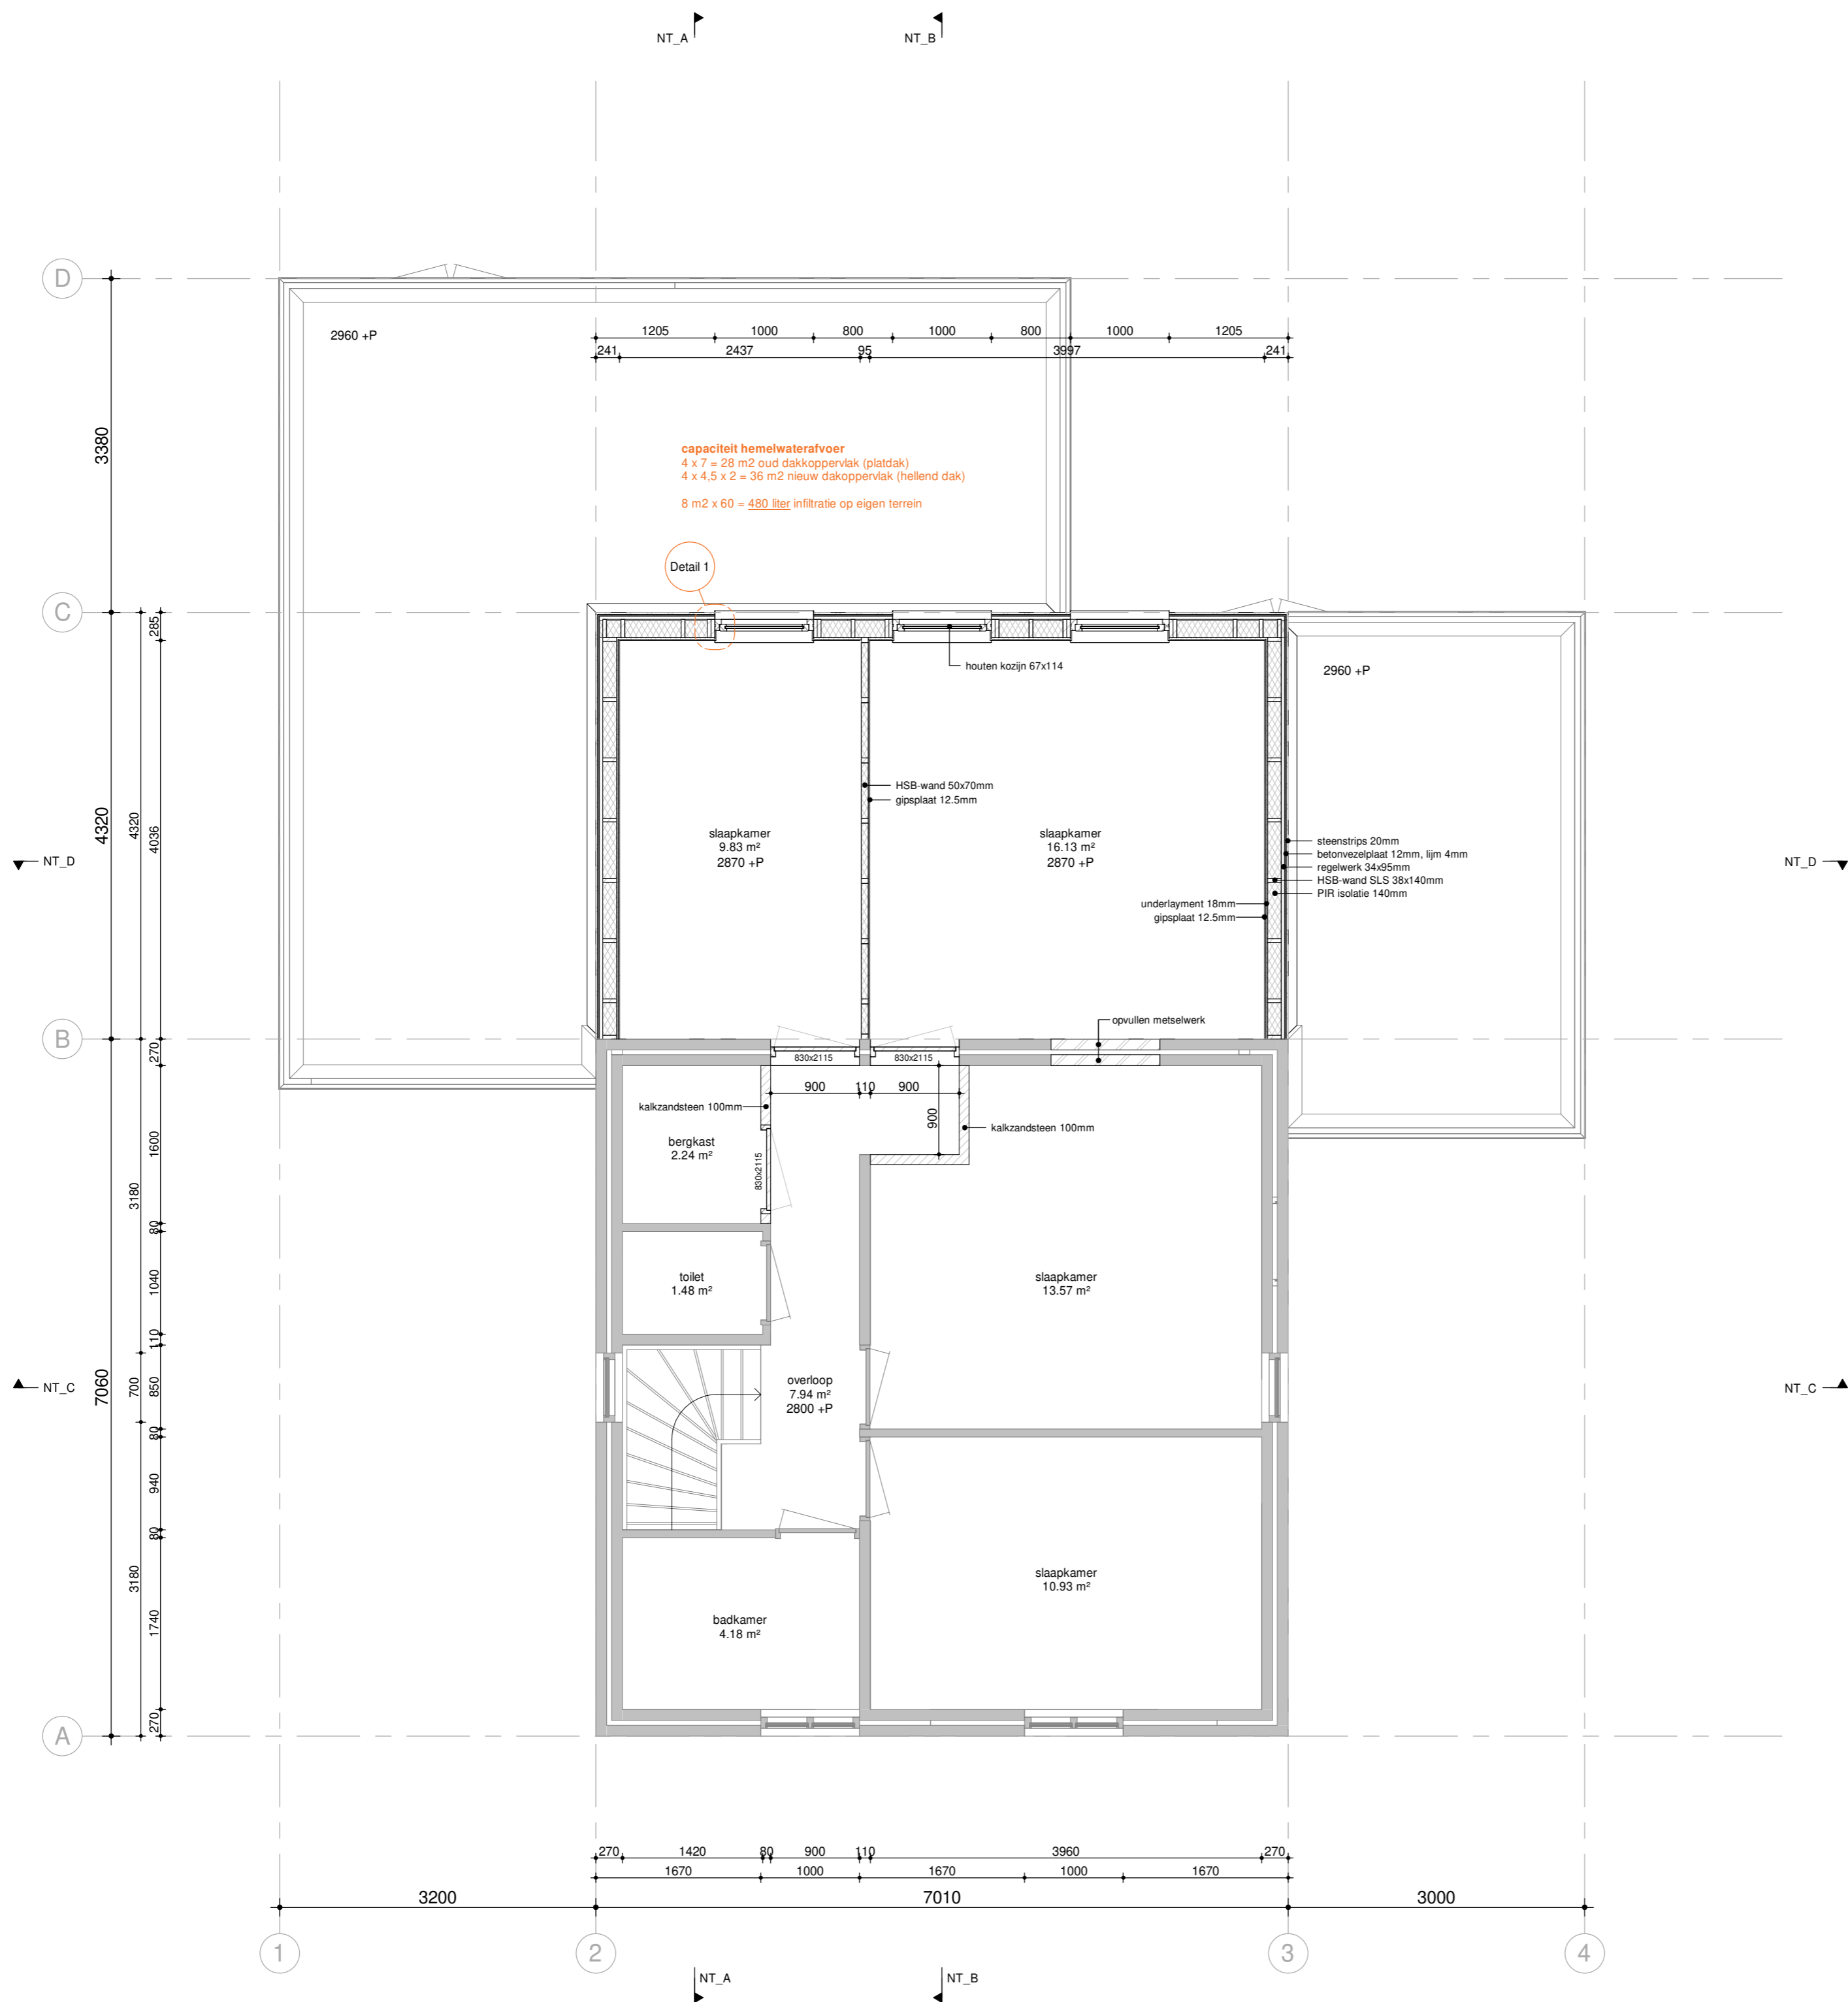 NT_A
NT_B
D
2960 +P
1205
1000
800
1000
800
1000
1205
241
2437
95
3997
241
3380
capaciteit hemelwaterafvoer
4 x 7 = 28 m2 oud dakkoppervlak (platdak)
4 x 4,5 x 2 = 36 m2 nieuw dakoppervlak (hellend dak)
8 m2 x 60 = 480 liter infiltratie op eigen terrein
Detail 1
C
285
houten kozijn 67x114
2960 +P
HSB-wand 50x70mm
gipsplaat 12.5mm
4320
4320
4036
slaapkamer
9.83 m²
2870 +P
slaapkamer
16.13 m²
2870 +P
steenstrips 20mm
betonvezelplaat 12mm, lijm 4mm
regelwerk 34x95mm
HSB-wand SLS 38x140mm
PIR isolatie 140mm
NT_D
NT_D
underlayment 18mm
gipsplaat 12.5mm
opvullen metselwerk
B
270
830x2115
830x2115
900
110
900
900
kalkzandsteen 100mm
kalkzandsteen 100mm
bergkast
2.24 m²
830x2115
1600
3180
80
toilet
1.48 m²
slaapkamer
13.57 m²
1040
110
7060
700
850
overloop
7.94 m²
2800 +P
NT_C
NT_C
80
940
80
slaapkamer
10.93 m²
3180
1740
badkamer
4.18 m²
270
A
270
1420
80
900
110
3960
270
1670
1000
1670
1000
1670
3200
7010
3000
1
2
3
4
NT_A
NT_B